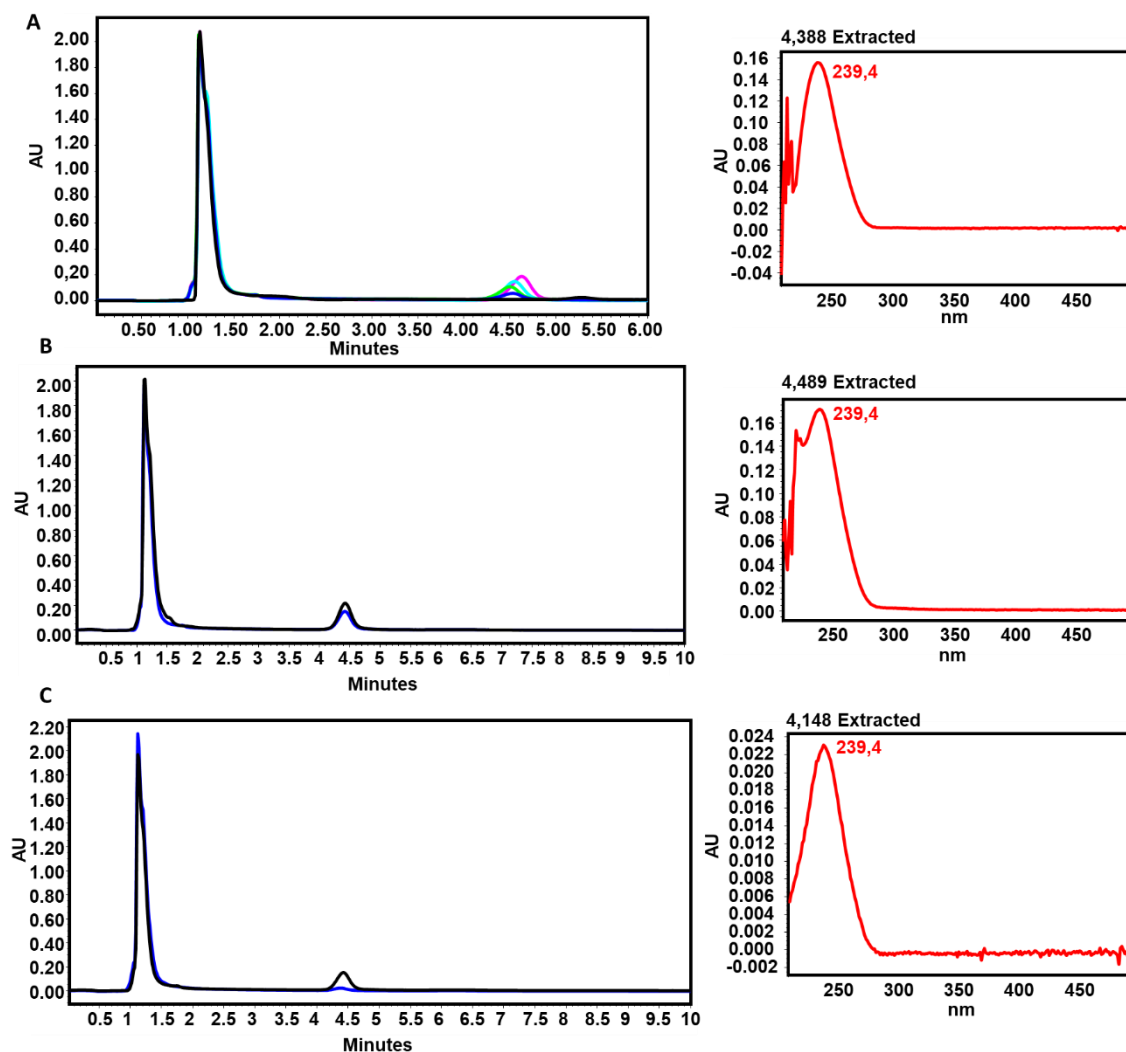 A
2.00
1.80
1.60
1.40
1.20
1.00
0.80
0.60
0.40
0,20
0.00
AU
0.50 1.00 1.50 2.00 2.50 3.00 3.50 4.00 4.50 5.00 5.50 6.00
Minutes
4,388 Extracted
239,4
0.16
0.14
0.12
0.10
0.08
0.06
0.04
0.02
0.00
-0.02
-0.04
AU
250 300 350 400 450
nm
B
2.00
1.80
1.60
1.40
1.20
1.00
0.80
0.60
0.40
0.20
0.00
AU
0.5 1 1.5 2 2.5 3 3.5 4 4.5 5 5.5 6 6.5 7 7.5 8 8.5 9 9.5 10
Minutes
4,489 Extracted
239,4
0.16
0.14
0.12
0.10
0.08
0.06
0.04
0.02
0.00
AU
250 300 350 400 450
nm
C
2.20
2.00
1.80
1.60
1.40
1.20
1.00
0.80
0.60
0.40
0.20
0.00
AU
0.5 1 1.5 2 2.5 3 3.5 4 4.5 5 5.5 6 6.5 7 7.5 8 8.5 9 9.5 10
Minutes
4,148 Extracted
239,4
0.024
0.022
0.020
0.018
0.016
0.014
0.012
0.010
0.008
0.006
0.004
0.002
0.000
-0.002
AU
250 300 350 400 450
nm